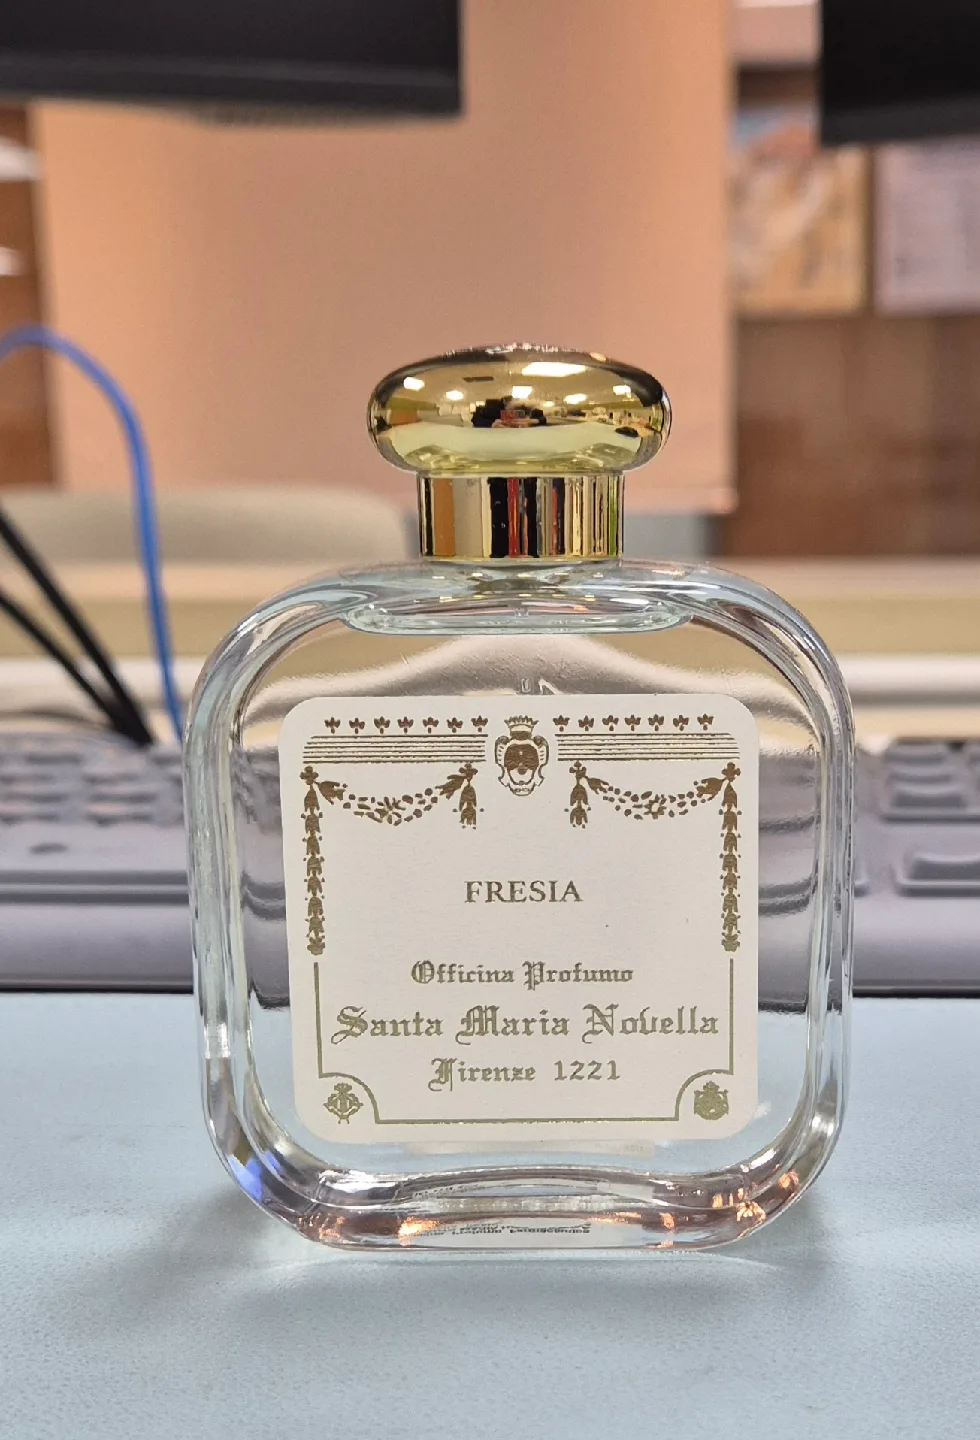 FRESIA
Officina Profumo
Santa Maria Novella
Firenze 1221